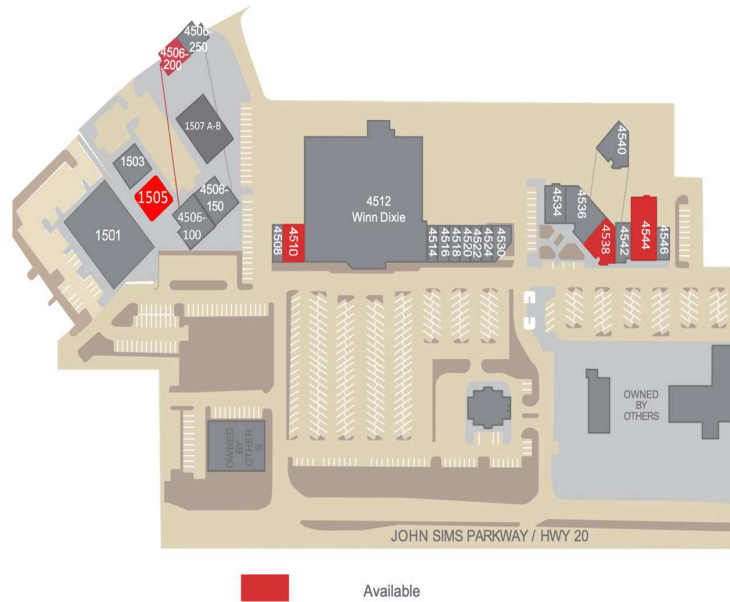 4506-
250
4506-
200
1507 A-B
1503
1505
4506-
150
4506-
100
1501
4508
4510
4512
Winn Dixie
4514
4516
4518
4520
4522
4524
4530
4540
4534
4536
4538
4542
4544
4546
OWNED
BY
OTHERS
OWNED
BY
OTHER
S
JOHN SIMS PARKWAY / HWY 20
Available